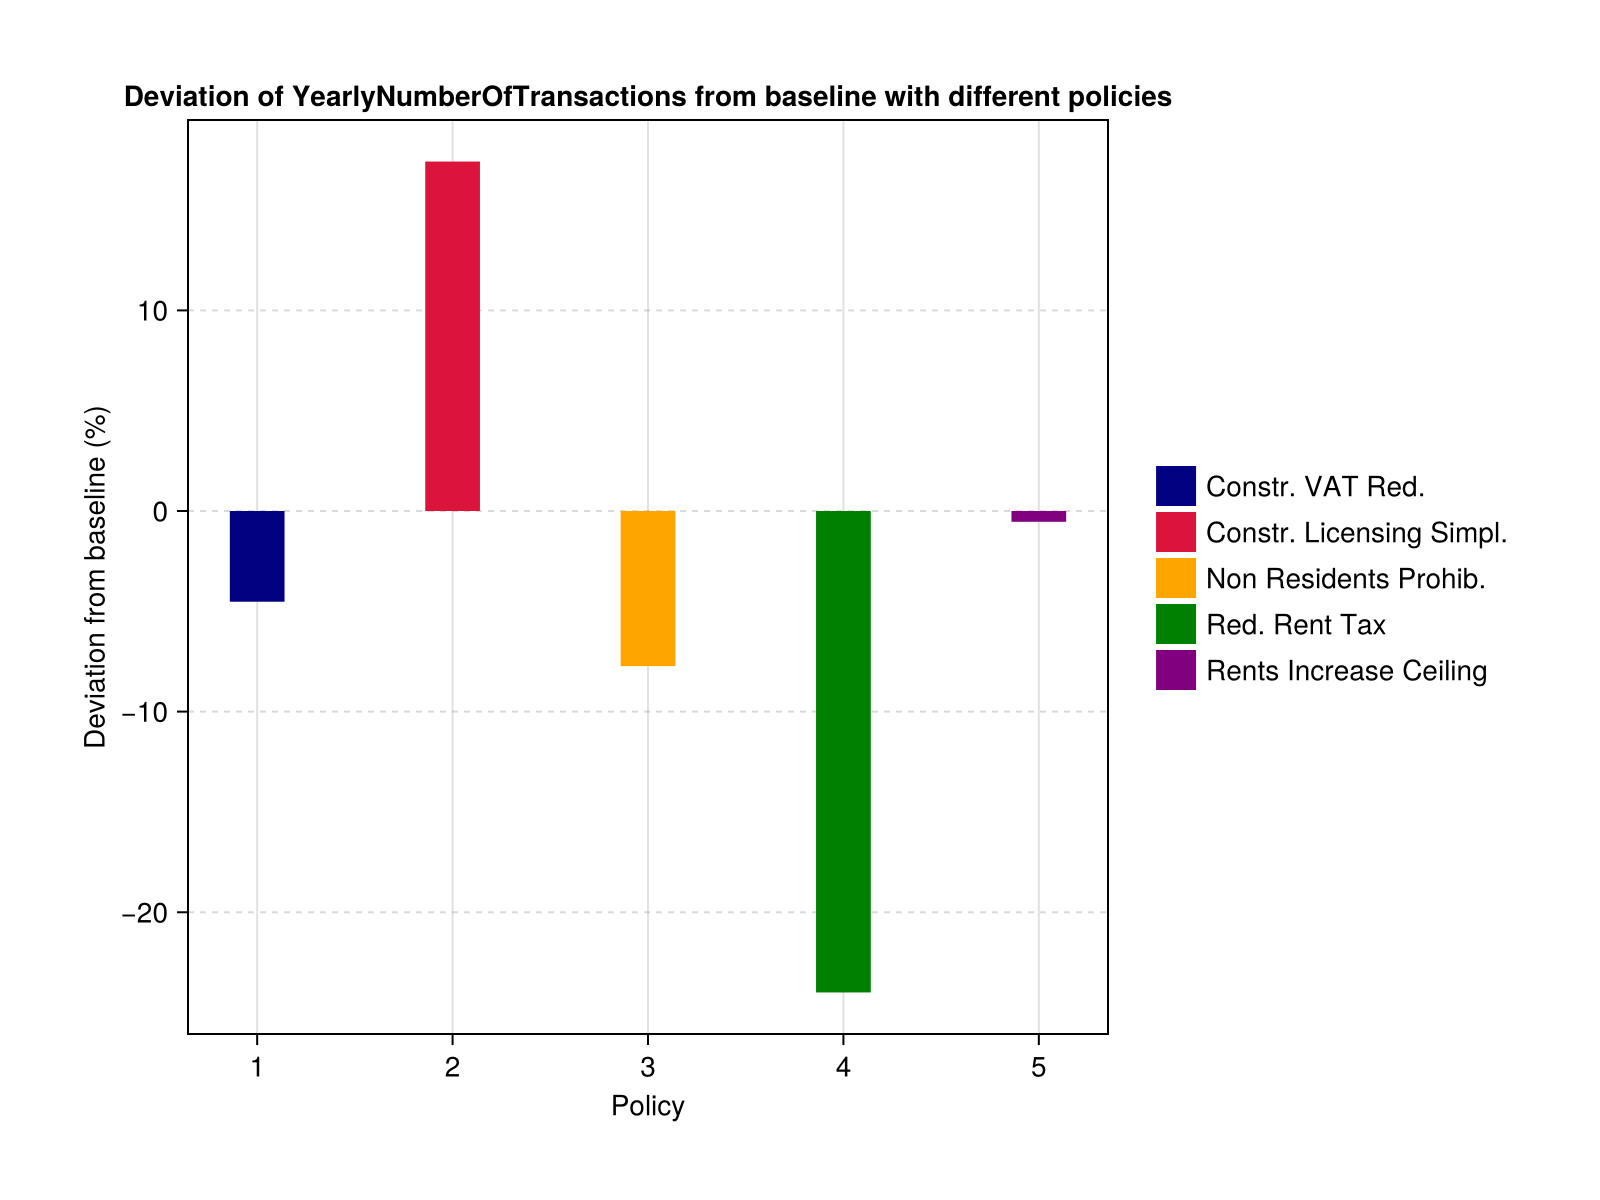 Deviation of YearlyNumberOfTransactions from baseline with different policies
Deviation from baseline (%)
10
0
−10
−20
1 2 3 4 5
Policy
Constr. VAT Red.
Constr. Licensing Simpl.
Non Residents Prohib.
Red. Rent Tax
Rents Increase Ceiling